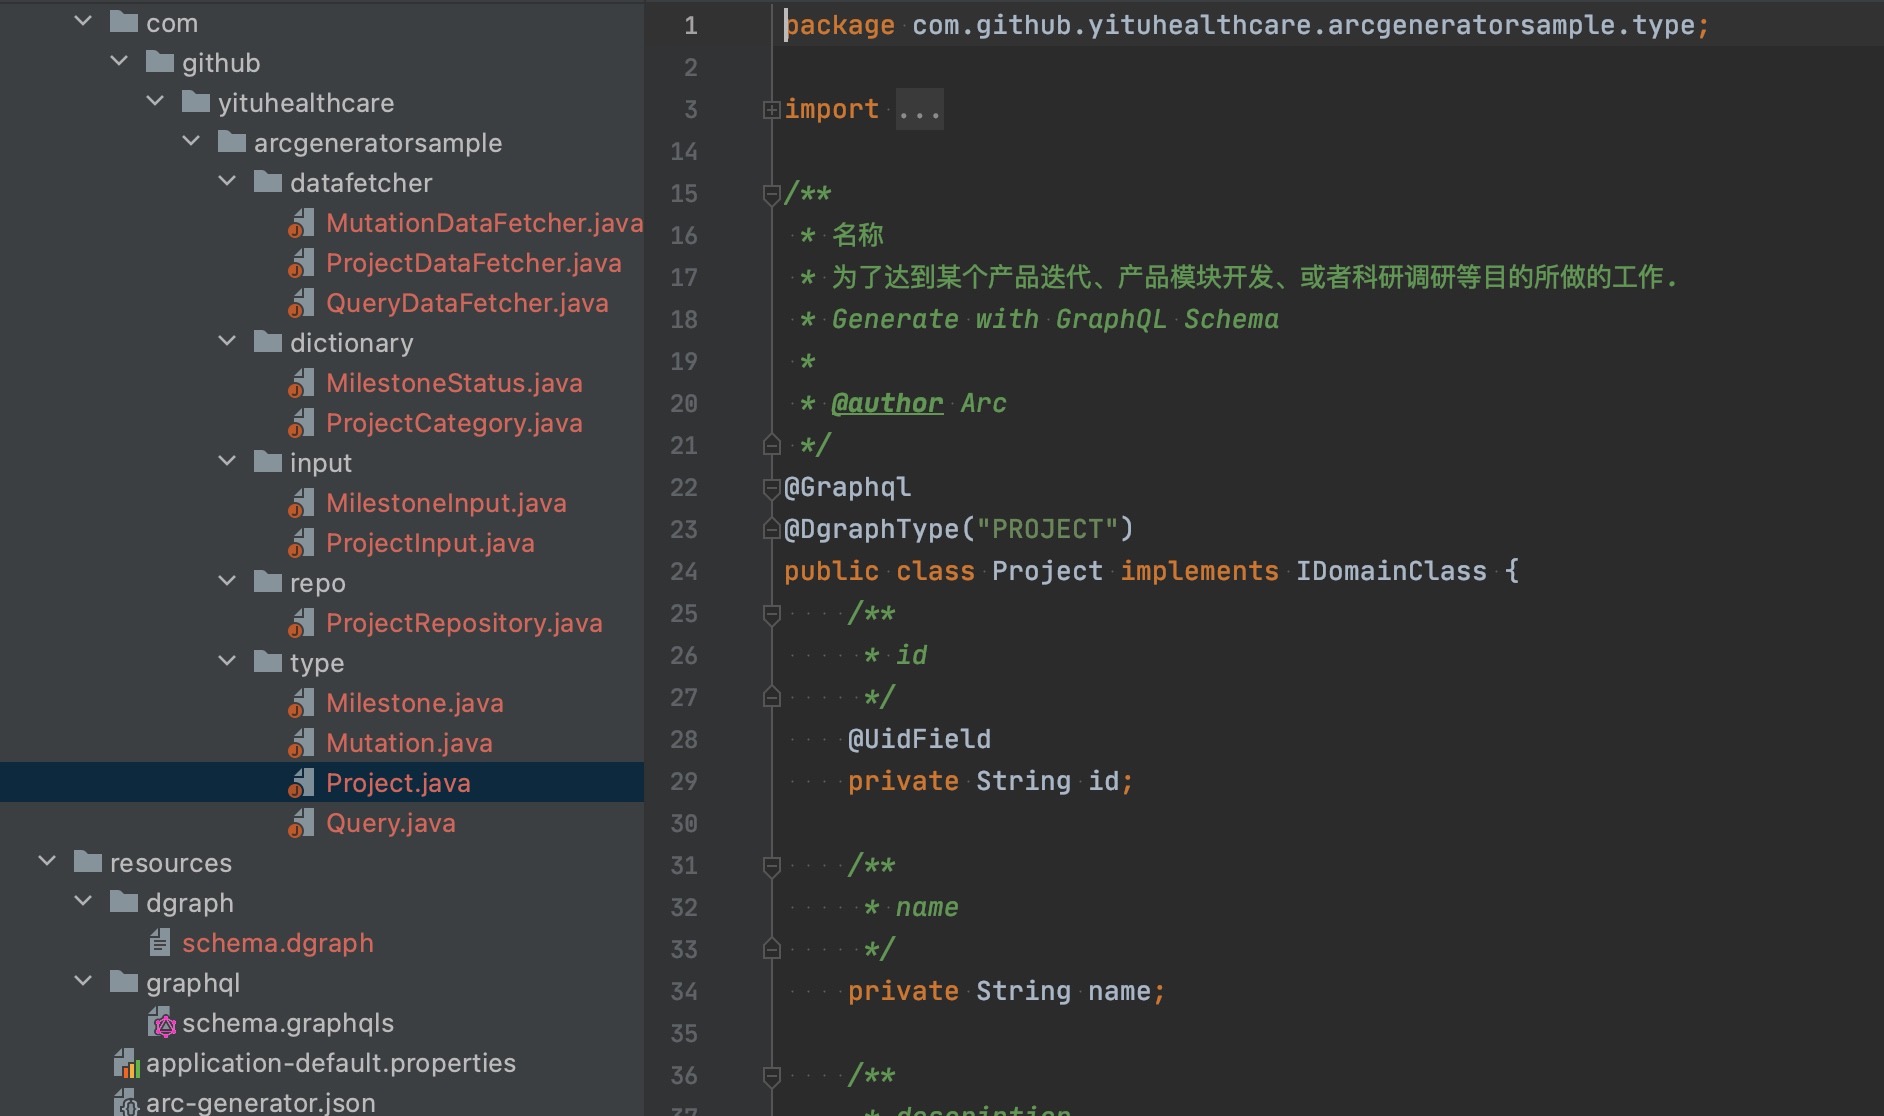 com
github
yituhealthcare
arcgeneratorsample
datafetcher
MutationDataFetcher.java
ProjectDataFetcher.java
QueryDataFetcher.java
dictionary
MilestoneStatus.java
ProjectCategory.java
input
MilestoneInput.java
ProjectInput.java
repo
ProjectRepository.java
type
Milestone.java
Mutation.java
Project.java
Query.java
resources
dgraph
schema.dgraph
graphql
schema.graphqls
application-default.properties
arc-generator.json
1 package com.github.yituhealthcare.arcgeneratorsample.type;
2
3 import ...
14
15 /**
16 * 名称
17 * 为了达到某个产品迭代、产品模块开发、或者科研调研等目的所做的工作.
18 * Generate with GraphQL Schema
19 *
20 * @author Arc
21 */
22 @Graphql
23 @DgraphType("PROJECT")
24 public class Project implements IDomainClass {
25 /**
26 * id
27 */
28 @UidField
29 private String id;
30
31 /**
32 * name
33 */
34 private String name;
35
36 /**
37 * description